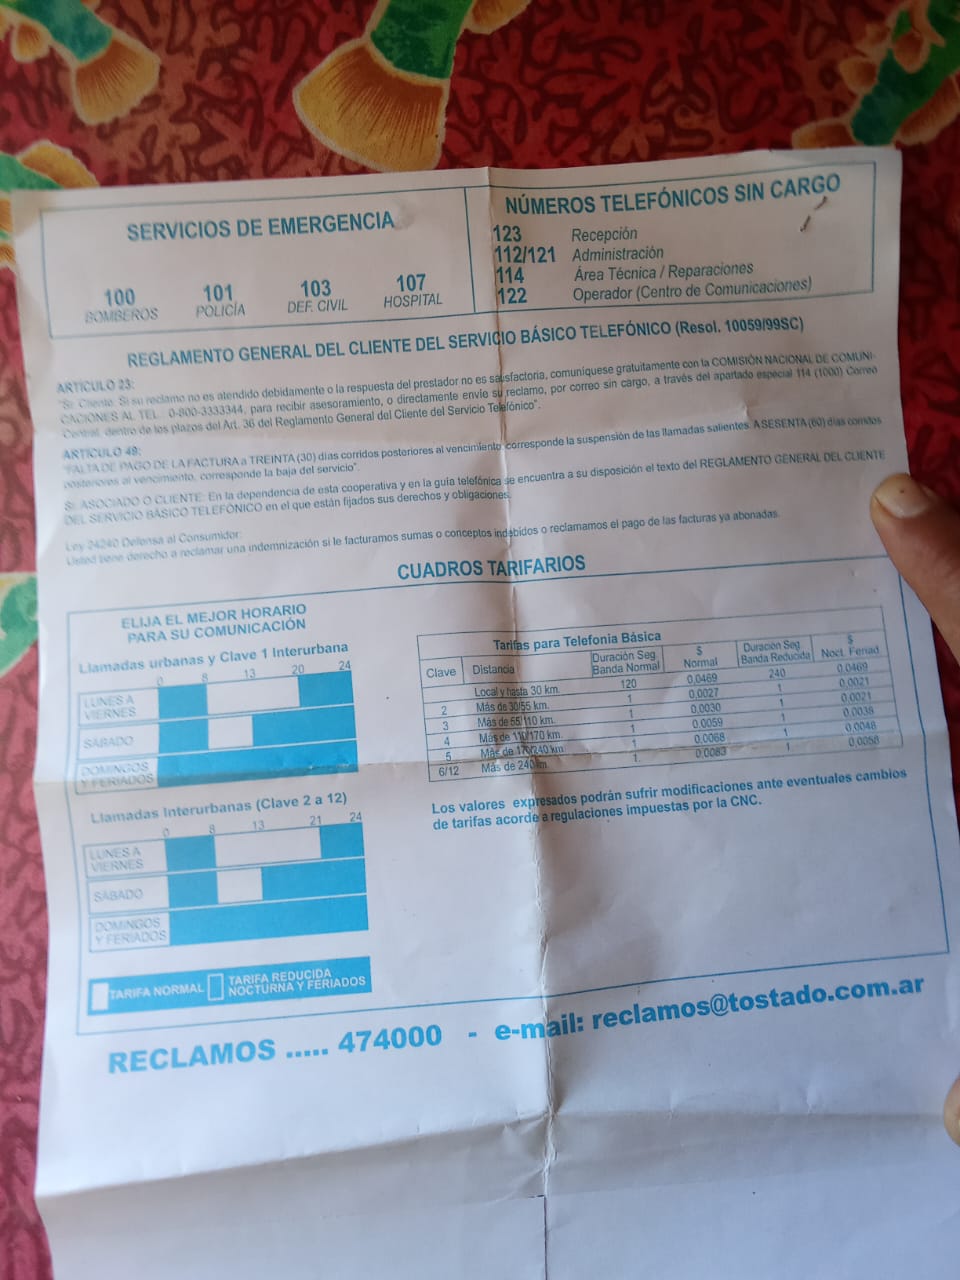 SERVICIOS DE EMERGENCIA
100 101 103 107
BOMBEROS POLICÍA DEF. CIVIL HOSPITAL
NÚMEROS TELEFÓNICOS SIN CARGO
123 Recepción
112/121 Administración
114 Área Técnica / Reparaciones
122 Operador (Centro de Comunicaciones)
REGLAMENTO GENERAL DEL CLIENTE DEL SERVICIO BÁSICO TELEFÓNICO (Resol. 10059/99SC)
ARTICULO 23:
"Sr. Cliente: Si su reclamo no es atendido debidamente o la respuesta del prestador no es satisfactoria, comuníquese gratuitamente con la COMISIÓN NACIONAL DE COMUNI-
CACIONES AL TEL.: 0-800-3333344, para recibir asesoramiento, o directamente envíe su reclamo, por correo sin cargo, a través del apartado especial 114 (1000) Correo
Central, dentro de los plazos del Art. 36 del Reglamento General del Cliente del Servicio Telefónico".
ARTICULO 49:
"FALTA DE PAGO DE LA FACTURA a TREINTA (30) días corridos posteriores al vencimiento: corresponde la suspensión de las llamadas salientes. A SESENTA (60) días corridos
posteriores al vencimiento, corresponde la baja del servicio".
Sr. ASOCIADO O CLIENTE: En la dependencia de esta cooperativa y en la guía telefónica se encuentra a su disposición el texto del REGLAMENTO GENERAL DEL CLIENTE
DEL SERVICIO BÁSICO TELEFÓNICO en el que están fijados sus derechos y obligaciones.
Ley 24240 Defensa al Consumidor:
Usted tiene derecho a reclamar una indemnización si le facturamos sumas o conceptos indebidos o reclamamos el pago de las facturas ya abonadas.
CUADROS TARIFARIOS
ELIJA EL MEJOR HORARIO
PARA SU COMUNICACIÓN
Llamadas urbanas y Clave 1 Interurbana
0 8 13 20 24
LUNES A
VIERNES
SÁBADO
DOMINGOS
Y FERIADOS
Llamadas Interurbanas (Clave 2 a 12)
0 8 13 21 24
LUNES A
VIERNES
SÁBADO
DOMINGOS
Y FERIADOS
TARIFA NORMAL
TARIFA REDUCIDA
NOCTURNA Y FERIADOS
Tarifas para Telefonia Básica
Clave Distancia Duración Seg. Banda Normal $ Normal Duración Seg. Banda Reducida $ Noct. Feriad.
Local y hasta 30 km. 120 0,0469 240 0,0469
2 Más de 30/55 km. 1 0,0027 1 0,0021
3 Más de 55/110 km. 1 0,0030 1 0,0021
4 Más de 110/170 km. 1 0,0059 0,0038
5 Más de 170/240 km. 1 0,0068 1 0,0048
6/12 Más de 240 km. 1 0,0083 1 0,0058
Los valores expresados podrán sufrir modificaciones ante eventuales cambios
de tarifas acorde a regulaciones impuestas por la CNC.
RECLAMOS ..... 474000 - e-mail: reclamos@tostado.com.ar